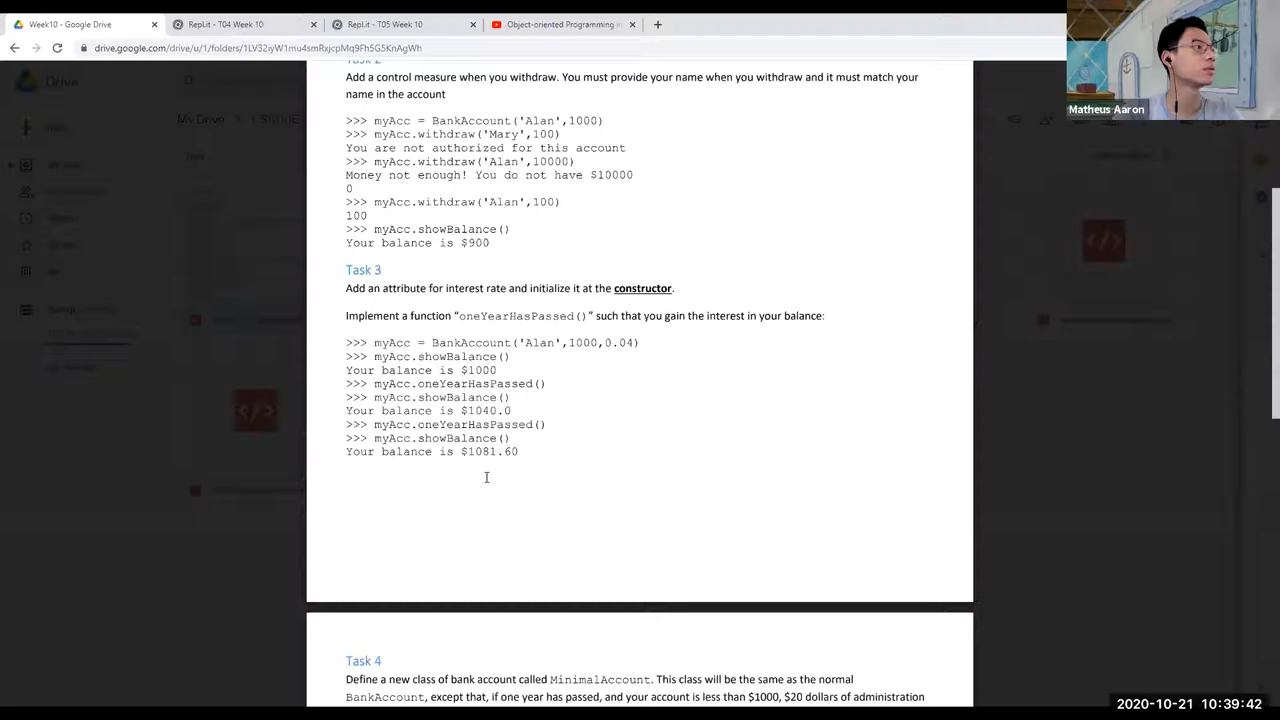 Week10 - Google Drive
Repl.it - T04 Week 10
Repl.it - T05 Week 10
Object-oriented Programming in
drive.google.com/drive/u/1/folders/1LV32iyW1mu4smRxjcpMq9Fh5G5KnAgWh
Drive
My Drive
Matheus Aaron
Task 2
Add a control measure when you withdraw. You must provide your name when you withdraw and it must match your
name in the account
>>> myAcc = BankAccount('Alan',1000)
>>> myAcc.withdraw('Mary',100)
You are not authorized for this account
>>> myAcc.withdraw('Alan',10000)
Money not enough! You do not have $10000
0
>>> myAcc.withdraw('Alan',100)
100
>>> myAcc.showBalance()
Your balance is $900
Task 3
Add an attribute for interest rate and initialize it at the constructor.
Implement a function “oneYearHasPassed()” such that you gain the interest in your balance:
>>> myAcc = BankAccount('Alan',1000,0.04)
>>> myAcc.showBalance()
Your balance is $1000
>>> myAcc.oneYearHasPassed()
>>> myAcc.showBalance()
Your balance is $1040.0
>>> myAcc.oneYearHasPassed()
>>> myAcc.showBalance()
Your balance is $1081.60
Task 4
Define a new class of bank account called MinimalAccount. This class will be the same as the normal
BankAccount, except that, if one year has passed, and your account is less than $1000, $20 dollars of administration
2020-10-21 10:39:42